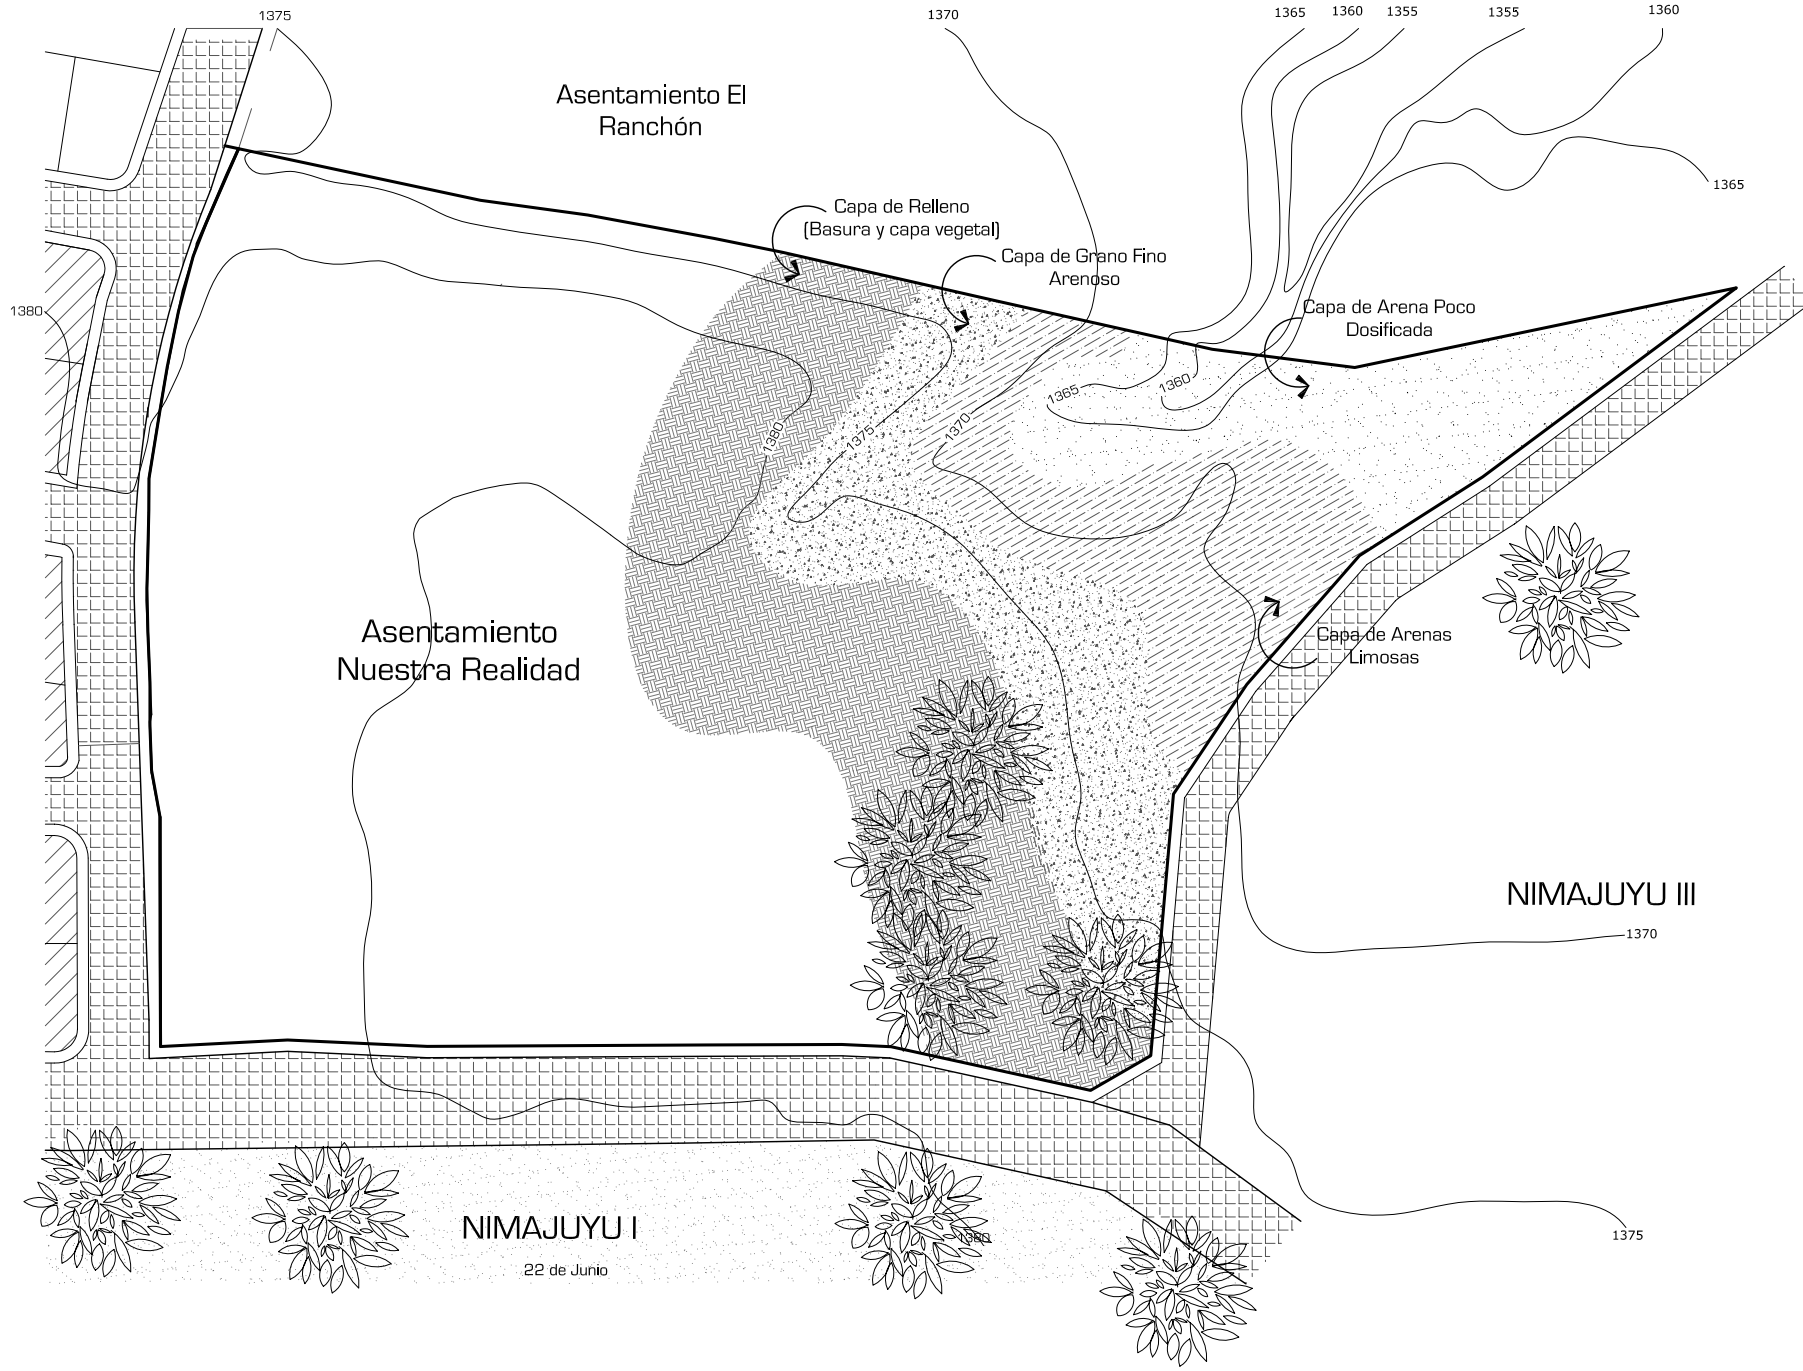 1375
1370
1365
1360
1355
1355
1360
Asentamiento El
Ranchón
1365
Capa de Relleno
(Basura y capa vegetal)
Capa de Grano Fino
Arenoso
1380
Capa de Arena Poco
Dosificada
1365
1360
1380
1375
1370
Asentamiento
Nuestra Realidad
Capa de Arenas
Limosas
NIMAJUYU III
1370
NIMAJUYU I
22 de Junio
1380
1375